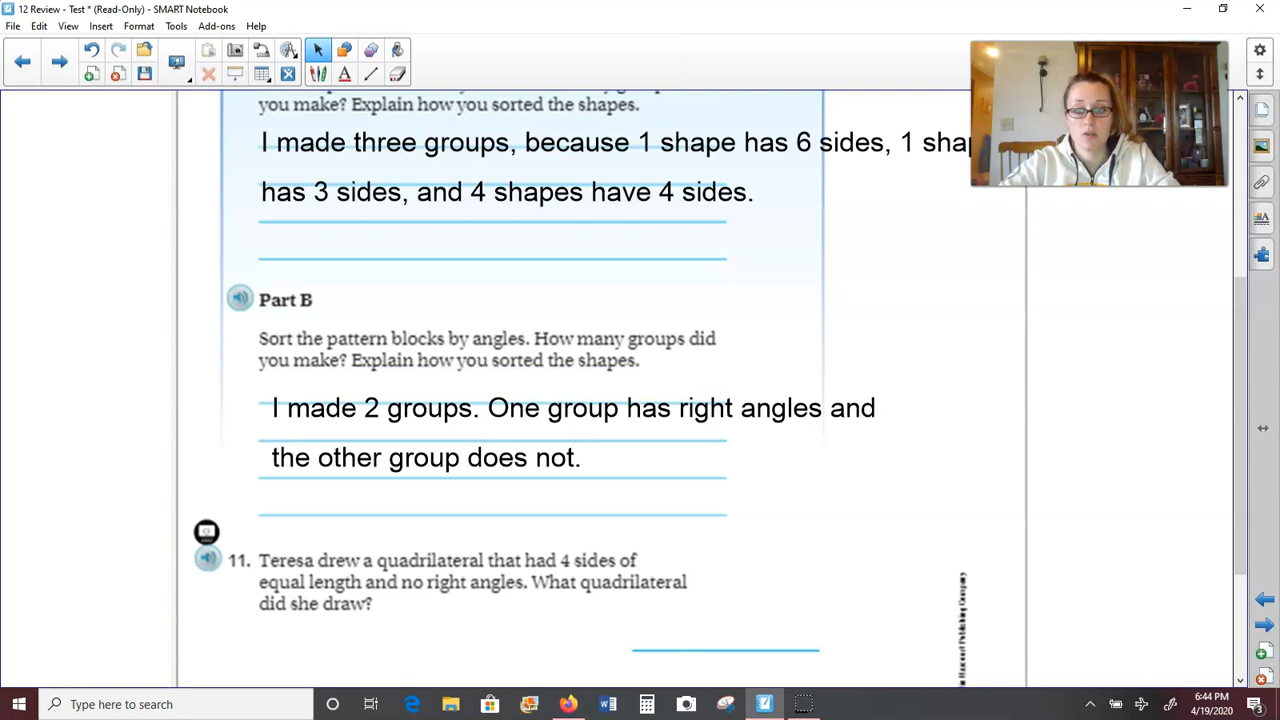 12 Review - Test * (Read-Only) - SMART Notebook
File Edit View Insert Format Tools Add-ons Help
you make? Explain how you sorted the shapes.
I made three groups, because 1 shape has 6 sides, 1 shap
has 3 sides, and 4 shapes have 4 sides.
Part B
Sort the pattern blocks by angles. How many groups did
you make? Explain how you sorted the shapes.
I made 2 groups. One group has right angles and
the other group does not.
11. Teresa drew a quadrilateral that had 4 sides of
equal length and no right angles. What quadrilateral
did she draw?
Harcourt Publishing Company
Type here to search
6:44 PM
4/19/2020